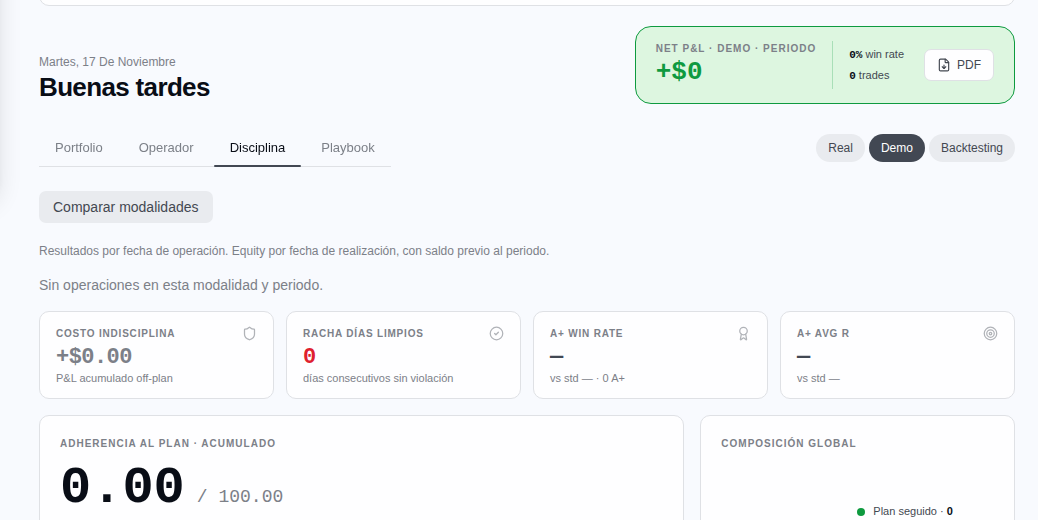 Martes, 17 De Noviembre
Buenas tardes
NET P&L · DEMO · PERIODO
+$0
0% win rate
0 trades
PDF
Portfolio
Operador
Disciplina
Playbook
Real
Demo
Backtesting
Comparar modalidades
Resultados por fecha de operación. Equity por fecha de realización, con saldo previo al periodo.
Sin operaciones en esta modalidad y periodo.
COSTO INDISCIPLINA
+$0.00
P&L acumulado off-plan
RACHA DÍAS LIMPIOS
0
días consecutivos sin violación
A+ WIN RATE
—
vs std — · 0 A+
A+ AVG R
—
vs std —
ADHERENCIA AL PLAN · ACUMULADO
0.00 / 100.00
COMPOSICIÓN GLOBAL
Plan seguido · 0